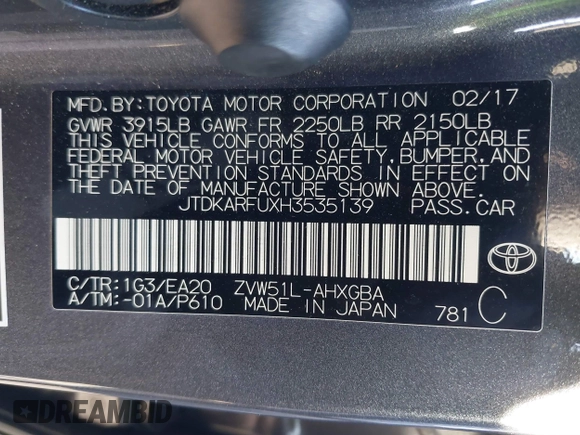 MFD.BY:TOYOTA MOTOR CORPORATION 02/17
GVWR 3915LB GAWR FR 2250LB RR 2150LB
THIS VEHICLE CONFORMS TO ALL APPLICABLE
FEDERAL MOTOR VEHICLE SAFETY, BUMPER, AND
THEFT PREVENTION STANDARDS IN EFFECT ON
THE DATE OF MANUFACTURE SHOWN ABOVE.
JTDKARFUXH3535139 PASS.CAR
C/TR:1G3/EA20 ZVW51L-AHXGBA
A/TM:-01A/P610 MADE IN JAPAN 781 C
DREAMBID